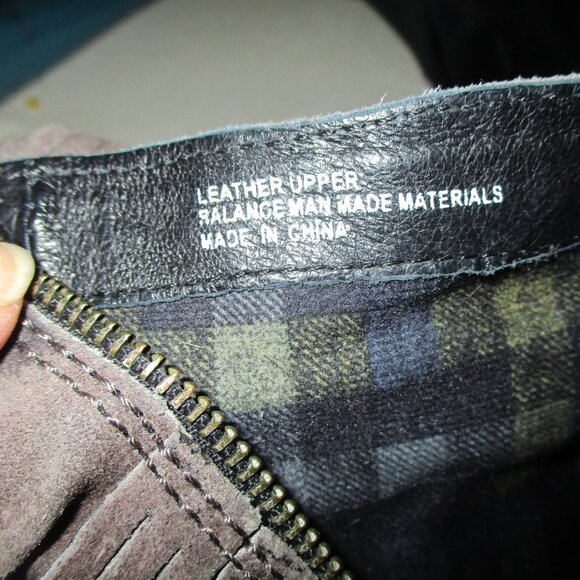 LEATHER UPPER
BALANCE MAN MADE MATERIALS
MADE IN CHINA